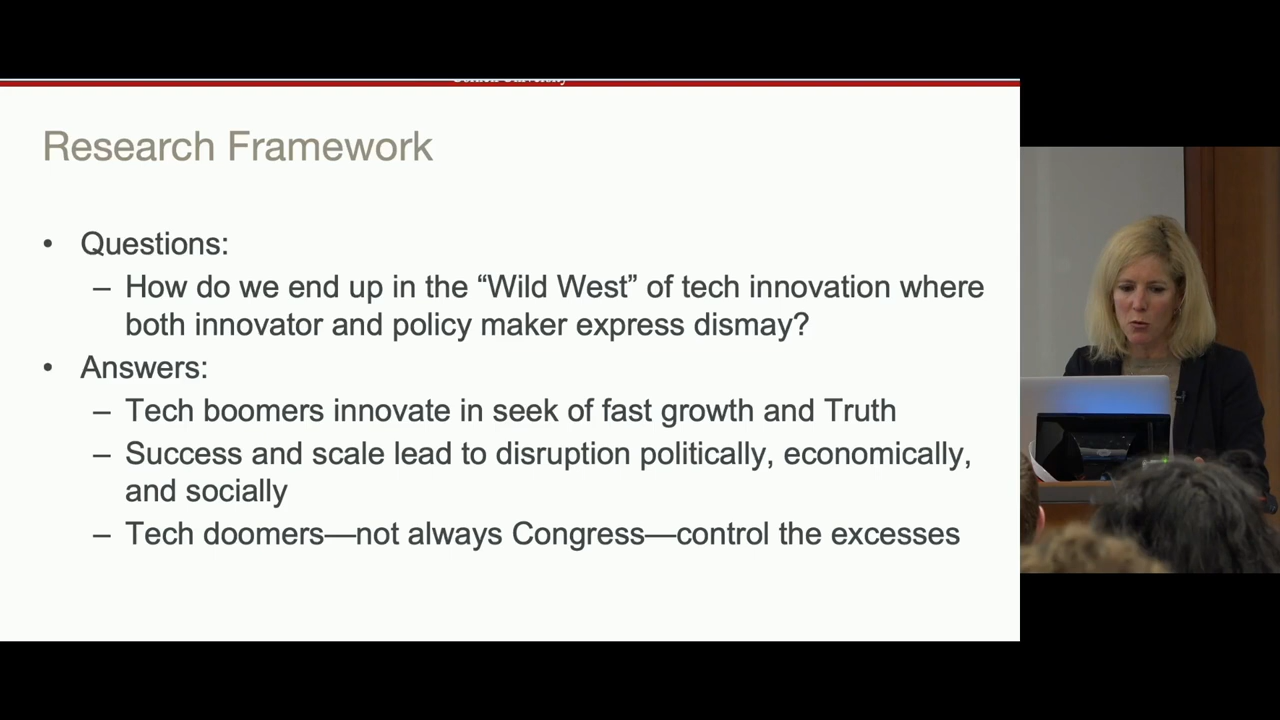 Research Framework
• Questions:
– How do we end up in the “Wild West” of tech innovation where
both innovator and policy maker express dismay?
• Answers:
– Tech boomers innovate in seek of fast growth and Truth
– Success and scale lead to disruption politically, economically,
and socially
– Tech doomers—not always Congress—control the excesses